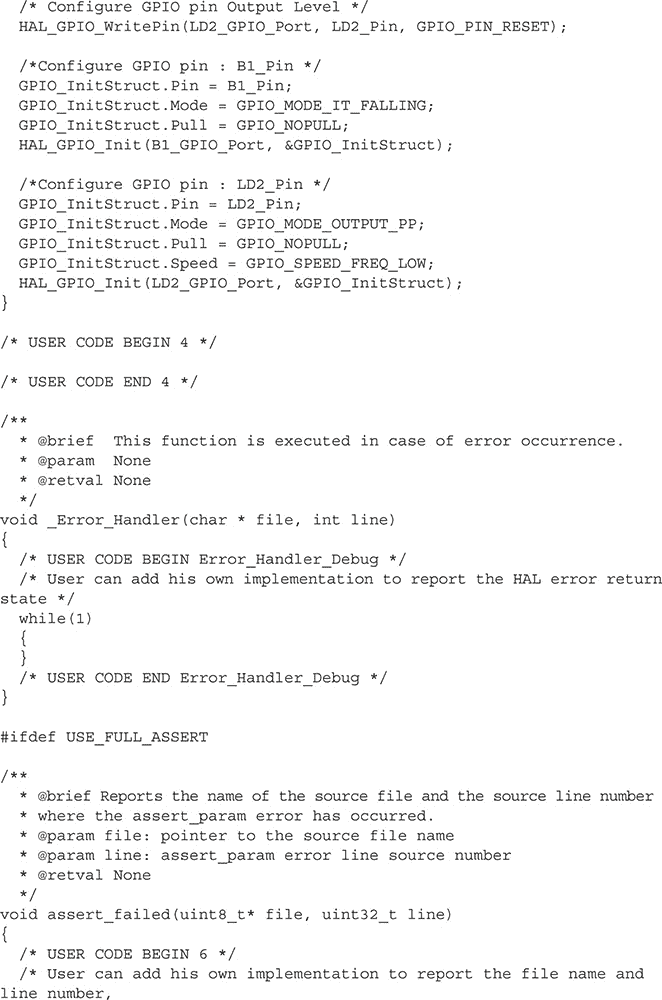 /* Configure GPIO pin Output Level */
  HAL_GPIO_WritePin(LD2_GPIO_Port, LD2_Pin, GPIO_PIN_RESET);

  /*Configure GPIO pin : B1_Pin */
  GPIO_InitStruct.Pin = B1_Pin;
  GPIO_InitStruct.Mode = GPIO_MODE_IT_FALLING;
  GPIO_InitStruct.Pull = GPIO_NOPULL;
  HAL_GPIO_Init(B1_GPIO_Port, &GPIO_InitStruct);

  /*Configure GPIO pin : LD2_Pin */
  GPIO_InitStruct.Pin = LD2_Pin;
  GPIO_InitStruct.Mode = GPIO_MODE_OUTPUT_PP;
  GPIO_InitStruct.Pull = GPIO_NOPULL;
  GPIO_InitStruct.Speed = GPIO_SPEED_FREQ_LOW;
  HAL_GPIO_Init(LD2_GPIO_Port, &GPIO_InitStruct);
}

/* USER CODE BEGIN 4 */

/* USER CODE END 4 */

/**
  * @brief  This function is executed in case of error occurrence.
  * @param  None
  * @retval None
  */
void _Error_Handler(char * file, int line)
{
  /* USER CODE BEGIN Error_Handler_Debug */
  /* User can add his own implementation to report the HAL error return
state */
  while(1)
  {
  }
  /* USER CODE END Error_Handler_Debug */
}

#ifdef USE_FULL_ASSERT

/**
  * @brief Reports the name of the source file and the source line number
  * where the assert_param error has occurred.
  * @param file: pointer to the source file name
  * @param line: assert_param error line source number
  * @retval None
  */
void assert_failed(uint8_t* file, uint32_t line)
{
  /* USER CODE BEGIN 6 */
  /* User can add his own implementation to report the file name and
line number,